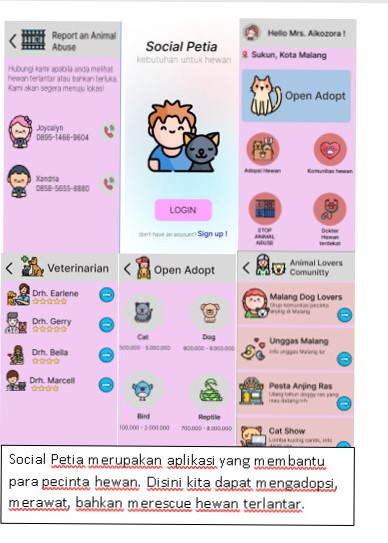 Report an Animal
Abuse
Hubungi kami apabila anda melihat
hewan terlantar atau bahkan terluka.
Kami akan segera menuju lokasi
Joycalyn
0895-1466-9604
Xandria
0858-5655-8880
Social Petia
kebutuhan untuk hewan
LOGIN
don't have an account? Sign up !
Hello Mrs. Aikozora !
Sukun, Kota Malang
Open Adopt
Adopsi Hewan
Komunitas hewan
STOP
ANIMAL
ABUSE
Dokter
Hewan
terdekat
Veterinarian
Drh. Earlene
Drh. Gerry
Drh. Bella
Drh. Marcell
Open Adopt
Cat
500.000 - 5.000.000
Dog
800.000 - 8.000.000
Bird
100.000 - 2.000.000
Reptile
700.000 - 8.000.000
Animal Lovers
Comunitty
Malang Dog Lovers
Grup komunitas pecinta
anjing di Malang
Unggas Malang
Info unggas Malang
Pesta Anjing Ras
Ulang tahun doggy ras yang
Cat Show
Lomba kucing cantik, info
Social Petia merupakan aplikasi yang membantu
para pecinta hewan. Disini kita dapat mengadopsi,
merawat, bahkan merescue hewan terlantar.